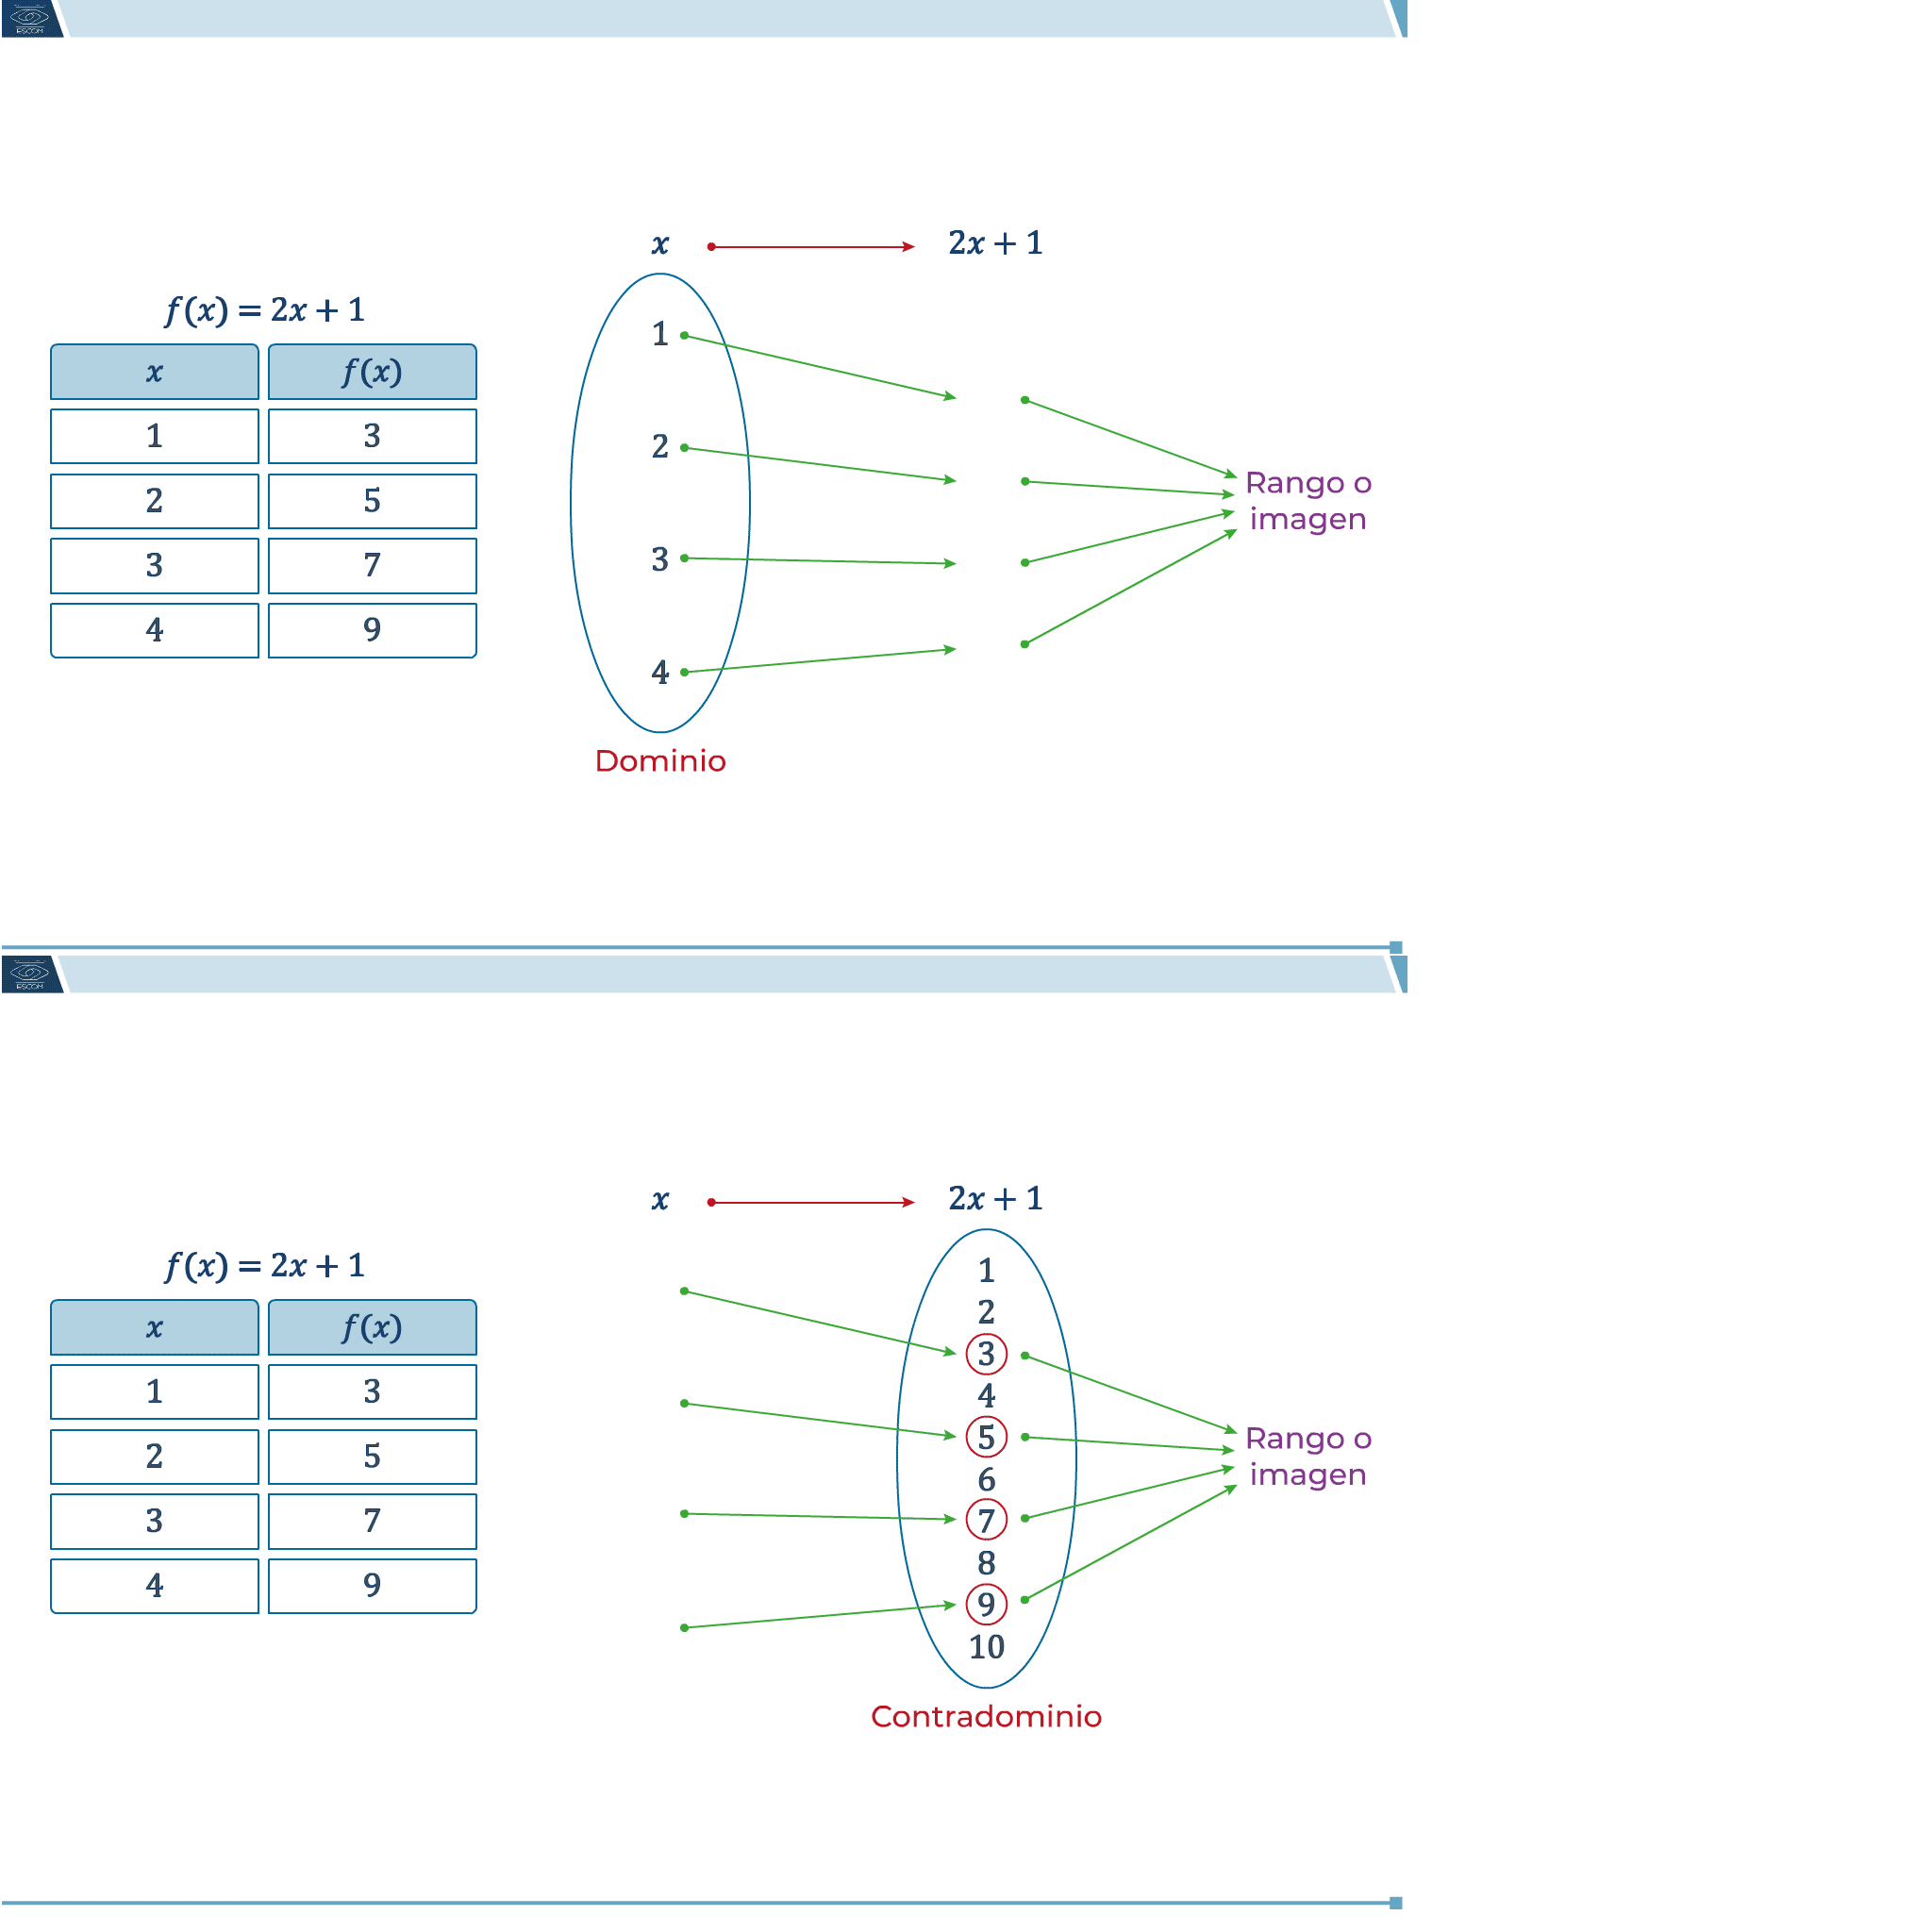 ESCOM
x 2x + 1
f(x) = 2x + 1
x f(x)
1 3
2 5
3 7
4 9
1
2
3
4
Dominio
Rango o
imagen
ESCOM
x 2x + 1
f(x) = 2x + 1
x f(x)
1 3
2 5
3 7
4 9
1
2
3
4
5
6
7
8
9
10
Contradominio
Rango o
imagen